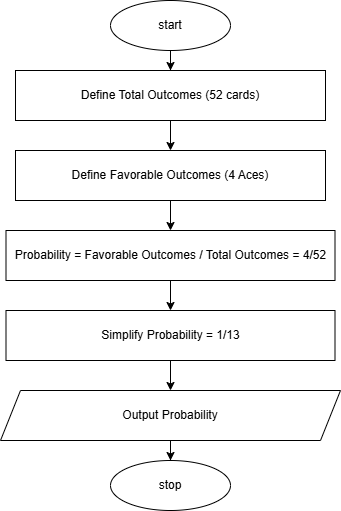 start
Define Total Outcomes (52 cards)
Define Favorable Outcomes (4 Aces)
Probability = Favorable Outcomes / Total Outcomes = 4/52
Simplify Probability = 1/13
Output Probability
stop